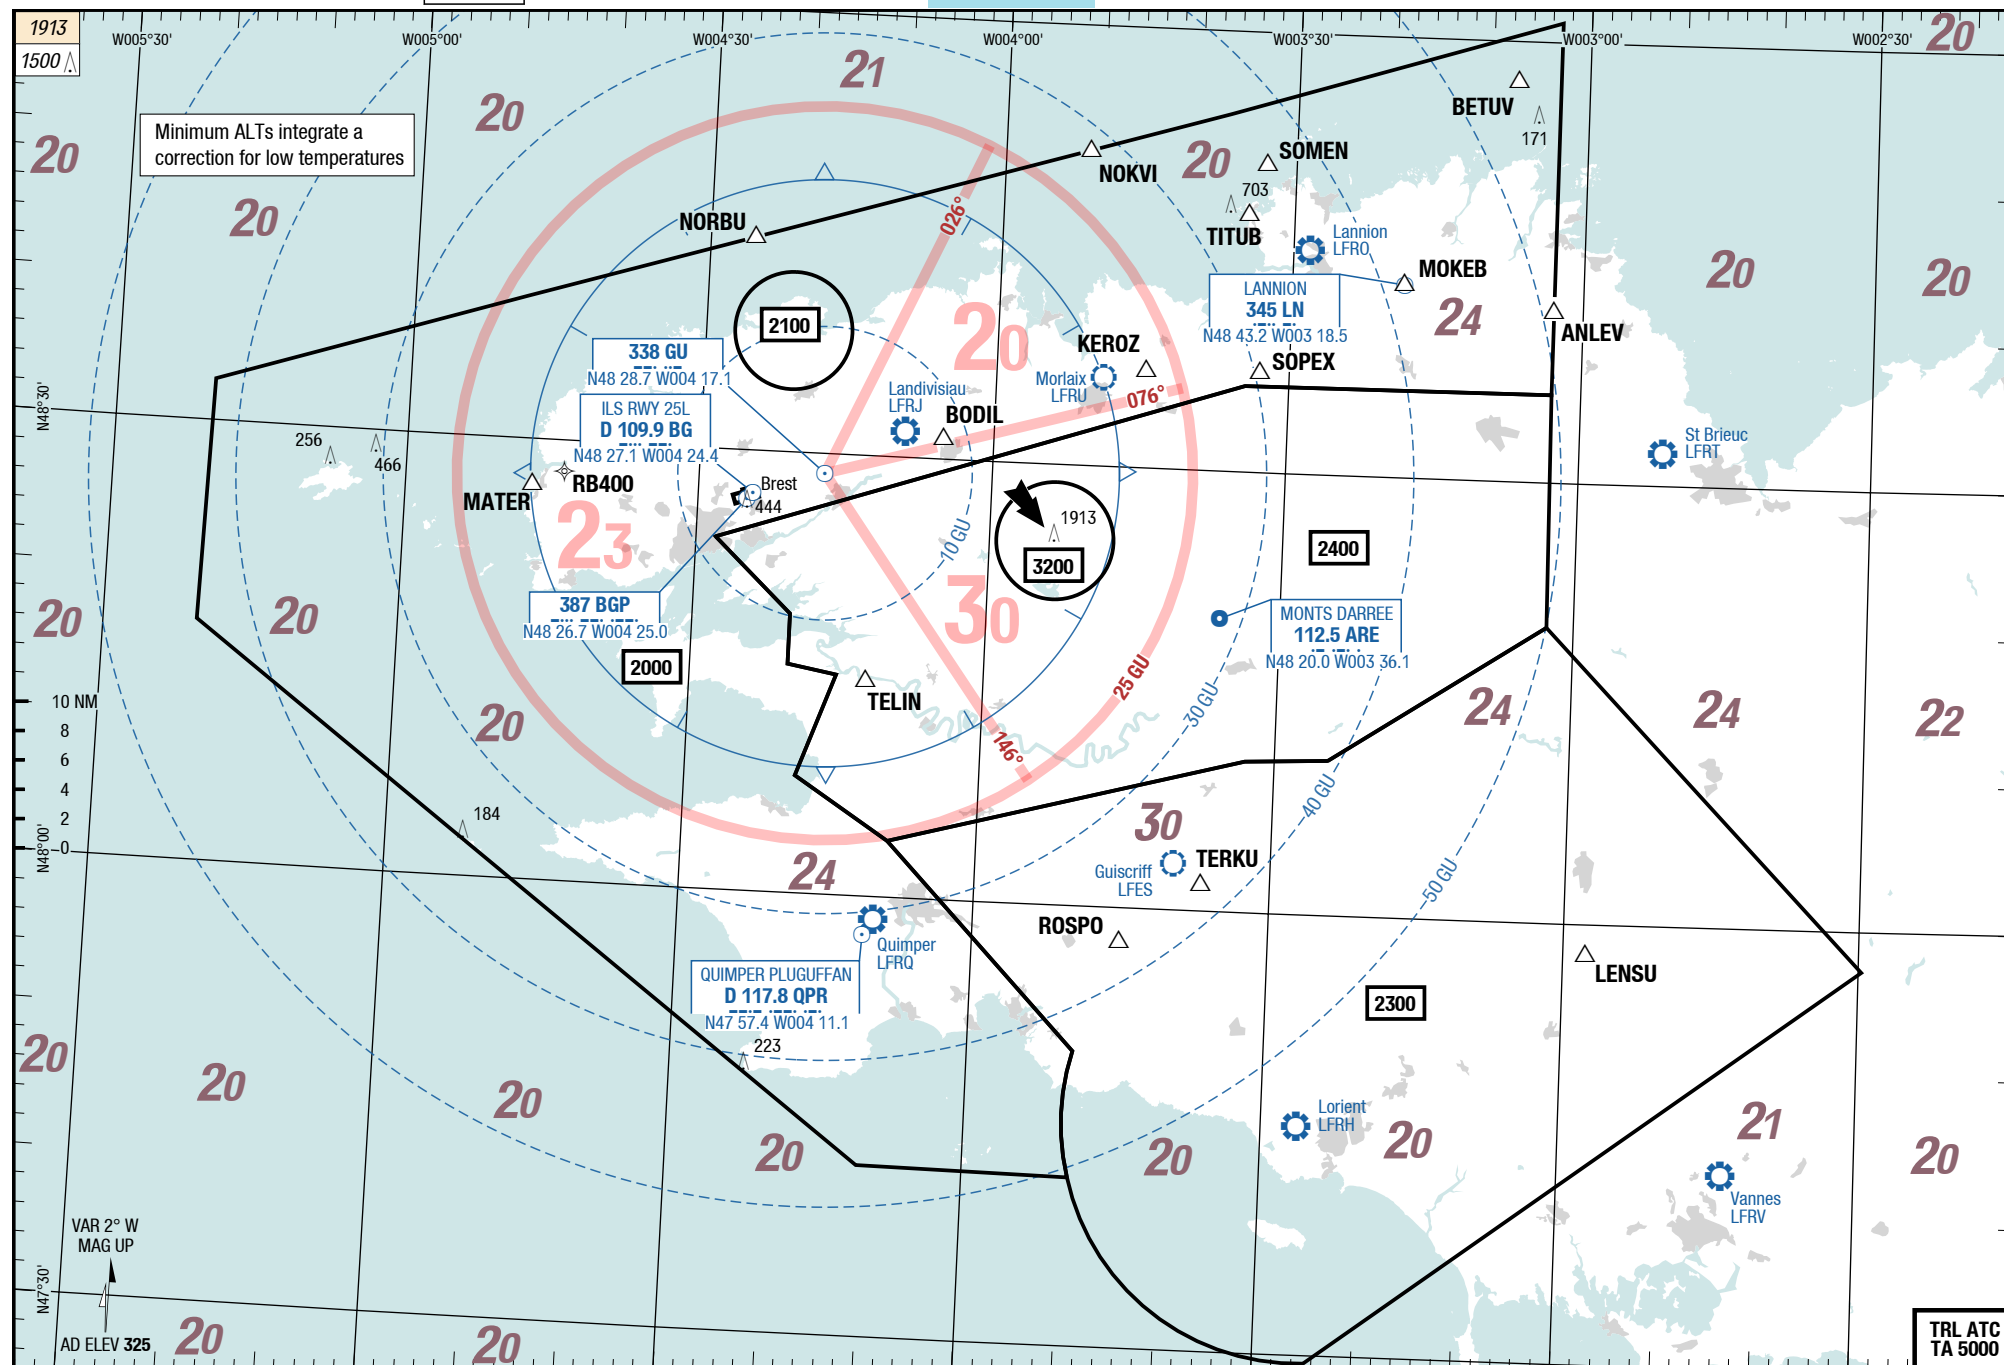 1913
1500
W005°30'
W005°00'
W004°30'
W004°00'
W003°30'
W003°00'
W002°30'
20
21
20
20
Minimum ALTs integrate a
correction for low temperatures
BETUV
171
NOKVI
20
SOMEN
703
TITUB
Lannion
LFRO
20
NORBU
026°
MOKEB
LANNION
345 LN
N48 43.2 W003 18.5
24
20
20
ANLEV
2100
20
KEROZ
SOPEX
338 GU
N48 28.7 W004 17.1
Morlaix
LFRU
076°
Landivisiau
LFRJ
BODIL
ILS RWY 25L
D 109.9 BG
N48 27.1 W004 24.4
N48°30'
256
466
St Brieuc
LFRT
MATER
RB400
Brest
444
23
10 GU
1913
3200
2400
387 BGP
N48 26.7 W004 25.0
30
20
20
MONTS DARREE
112.5 ARE
N48 20.0 W003 36.1
2000
TELIN
25 GU
30 GU
20
146°
24
24
22
10 NM
8
6
4
2
0
N48°00'
184
40 GU
30
24
Guiscriff
LFES
TERKU
50 GU
ROSPO
Quimper
LFRQ
LENSU
QUIMPER PLUGUFFAN
D 117.8 QPR
N47 57.4 W004 11.1
2300
223
20
20
20
20
20
Lorient
LFRH
20
21
20
Vannes
LFRV
VAR 2° W
MAG UP
N47°30'
AD ELEV 325
20
20
TRL ATC
TA 5000